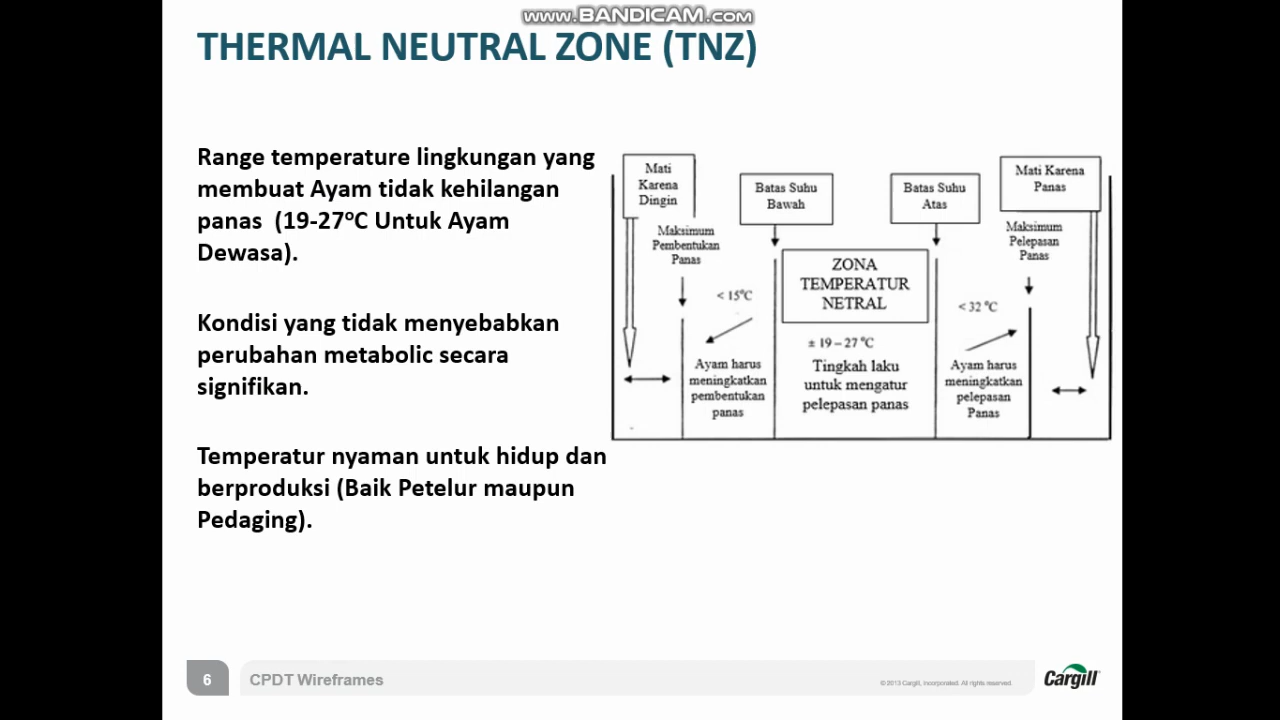 www.BANDICAM.com
THERMAL NEUTRAL ZONE (TNZ)
Range temperature lingkungan yang
membuat Ayam tidak kehilangan
panas (19-27°C Untuk Ayam
Dewasa).
Kondisi yang tidak menyebabkan
perubahan metabolic secara
signifikan.
Temperatur nyaman untuk hidup dan
berproduksi (Baik Petelur maupun
Pedaging).
Mati
Karena
Dingin
Maksimum
Pembentukan
Panas
Batas Suhu
Bawah
< 15°C
Ayam harus
meningkatkan
pembentukan
panas
ZONA
TEMPERATUR
NETRAL
± 19 – 27 °C
Tingkah laku
untuk mengatur
pelepasan panas
Batas Suhu
Atas
< 32 °C
Ayam harus
meningkatkan
pelepasan
Panas
Mati Karena
Panas
Maksimum
Pelepasan
Panas
6
CPDT Wireframes
© 2013 Cargill, Incorporated. All rights reserved.
Cargill